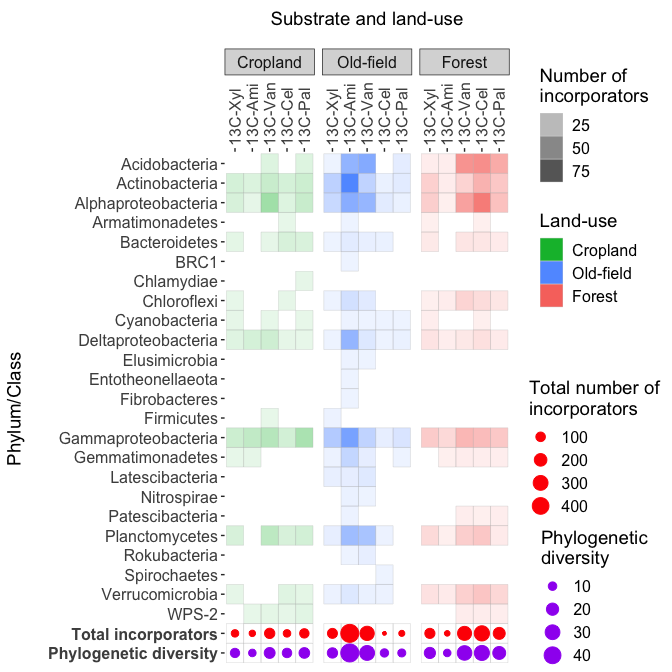 Substrate and land-use
Cropland Old-field Forest
13C-Xyl 13C-Ami 13C-Van 13C-Cel 13C-Pal 13C-Xyl 13C-Ami 13C-Van 13C-Cel 13C-Pal 13C-Xyl 13C-Ami 13C-Van 13C-Cel 13C-Pal
Phylum/Class
Acidobacteria
Actinobacteria
Alphaproteobacteria
Armatimonadetes
Bacteroidetes
BRC1
Chlamydiae
Chloroflexi
Cyanobacteria
Deltaproteobacteria
Elusimicrobia
Entotheonellaeota
Fibrobacteres
Firmicutes
Gammaproteobacteria
Gemmatimonadetes
Latescibacteria
Nitrospirae
Patescibacteria
Planctomycetes
Rokubacteria
Spirochaetes
Verrucomicrobia
WPS-2
Total incorporators
Phylogenetic diversity
Number of
incorporators
25
50
75
Land-use
Cropland
Old-field
Forest
Total number of
incorporators
100
200
300
400
Phylogenetic
diversity
10
20
30
40